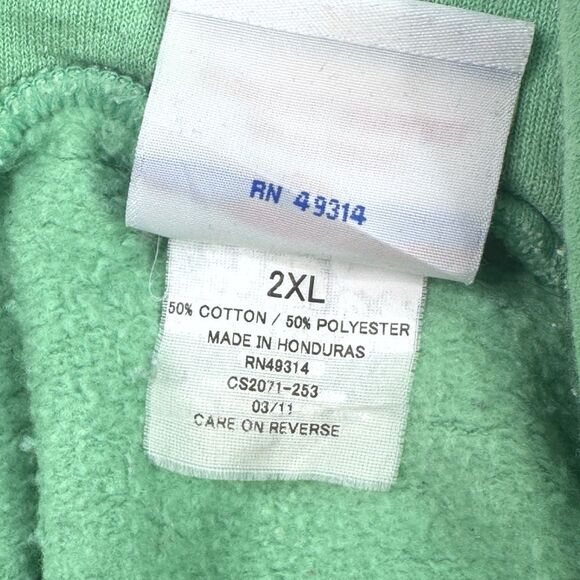 RN 49314
2XL
50% COTTON / 50% POLYESTER
MADE IN HONDURAS
RN49314
CS2071-253
03/11
CARE ON REVERSE